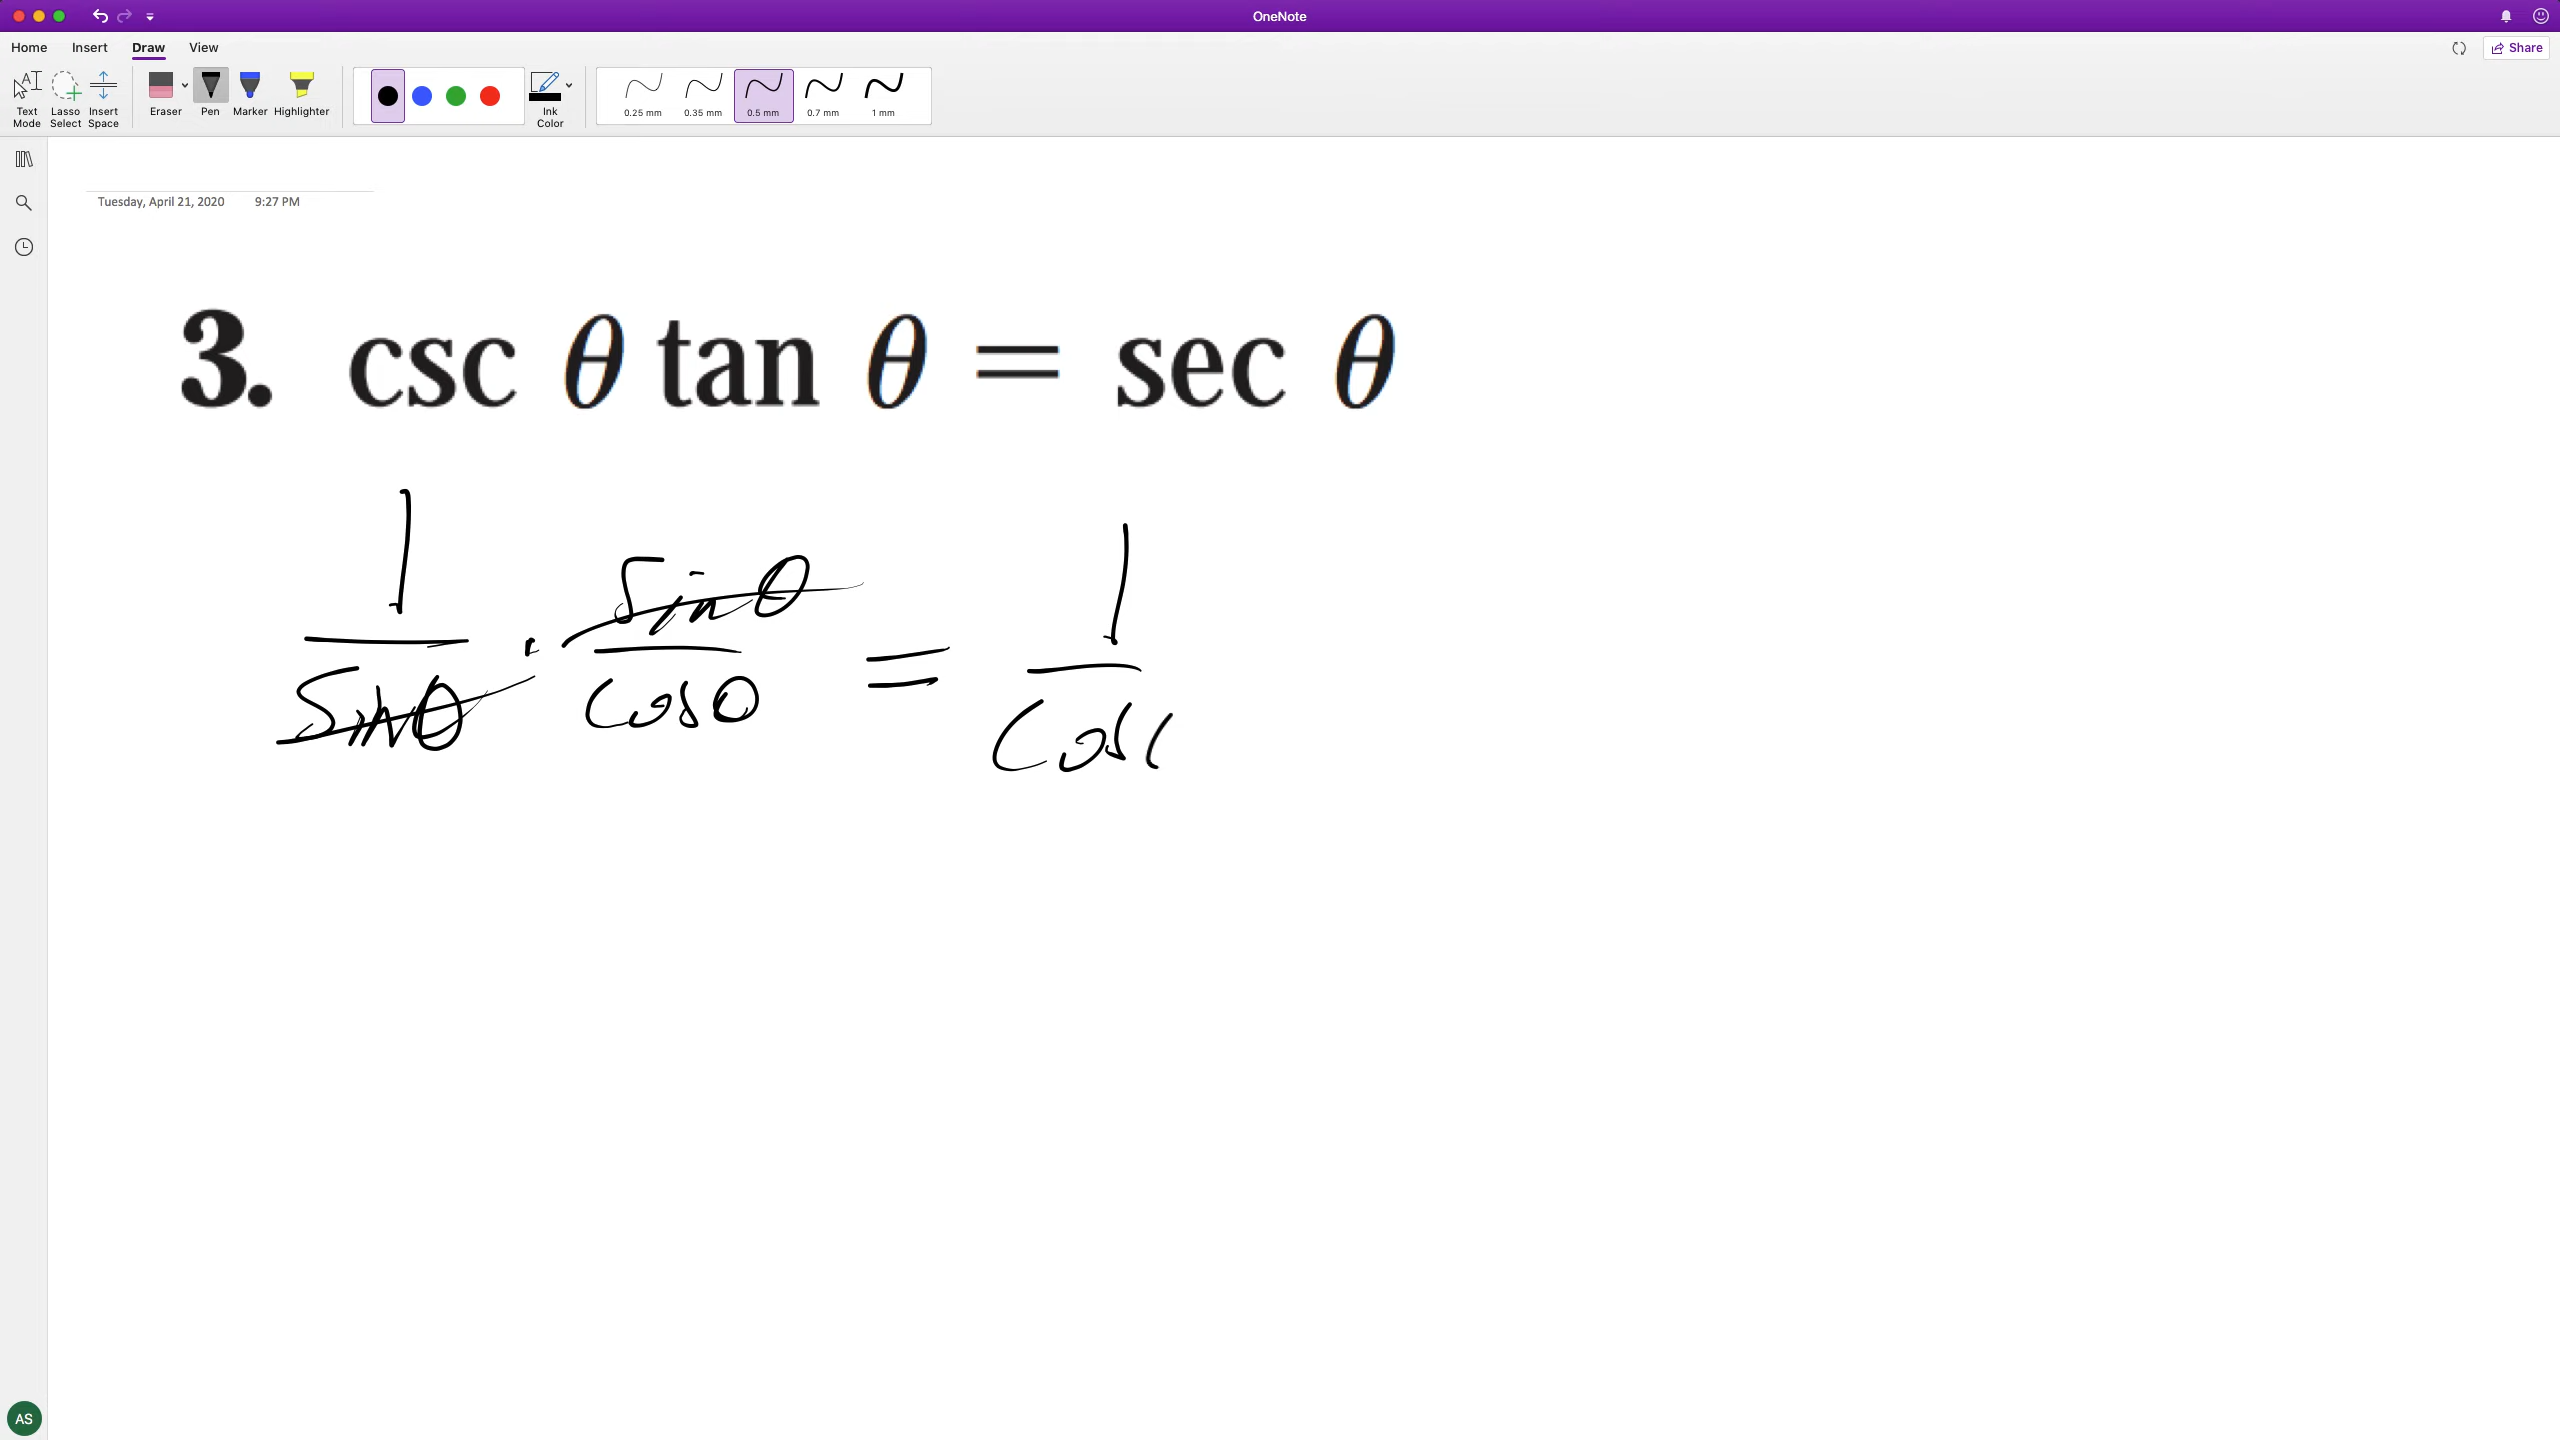 OneNote
Home Insert Draw View
Share
Text Mode Lasso Select Insert Space Eraser Pen Marker Highlighter Ink Color 0.25 mm 0.35 mm 0.5 mm 0.7 mm 1 mm
Tuesday, April 21, 2020 9:27 PM
3. csc θ tan θ = sec θ
1 sinθ 1
— · — = —
sinθ cosθ cos(
AS